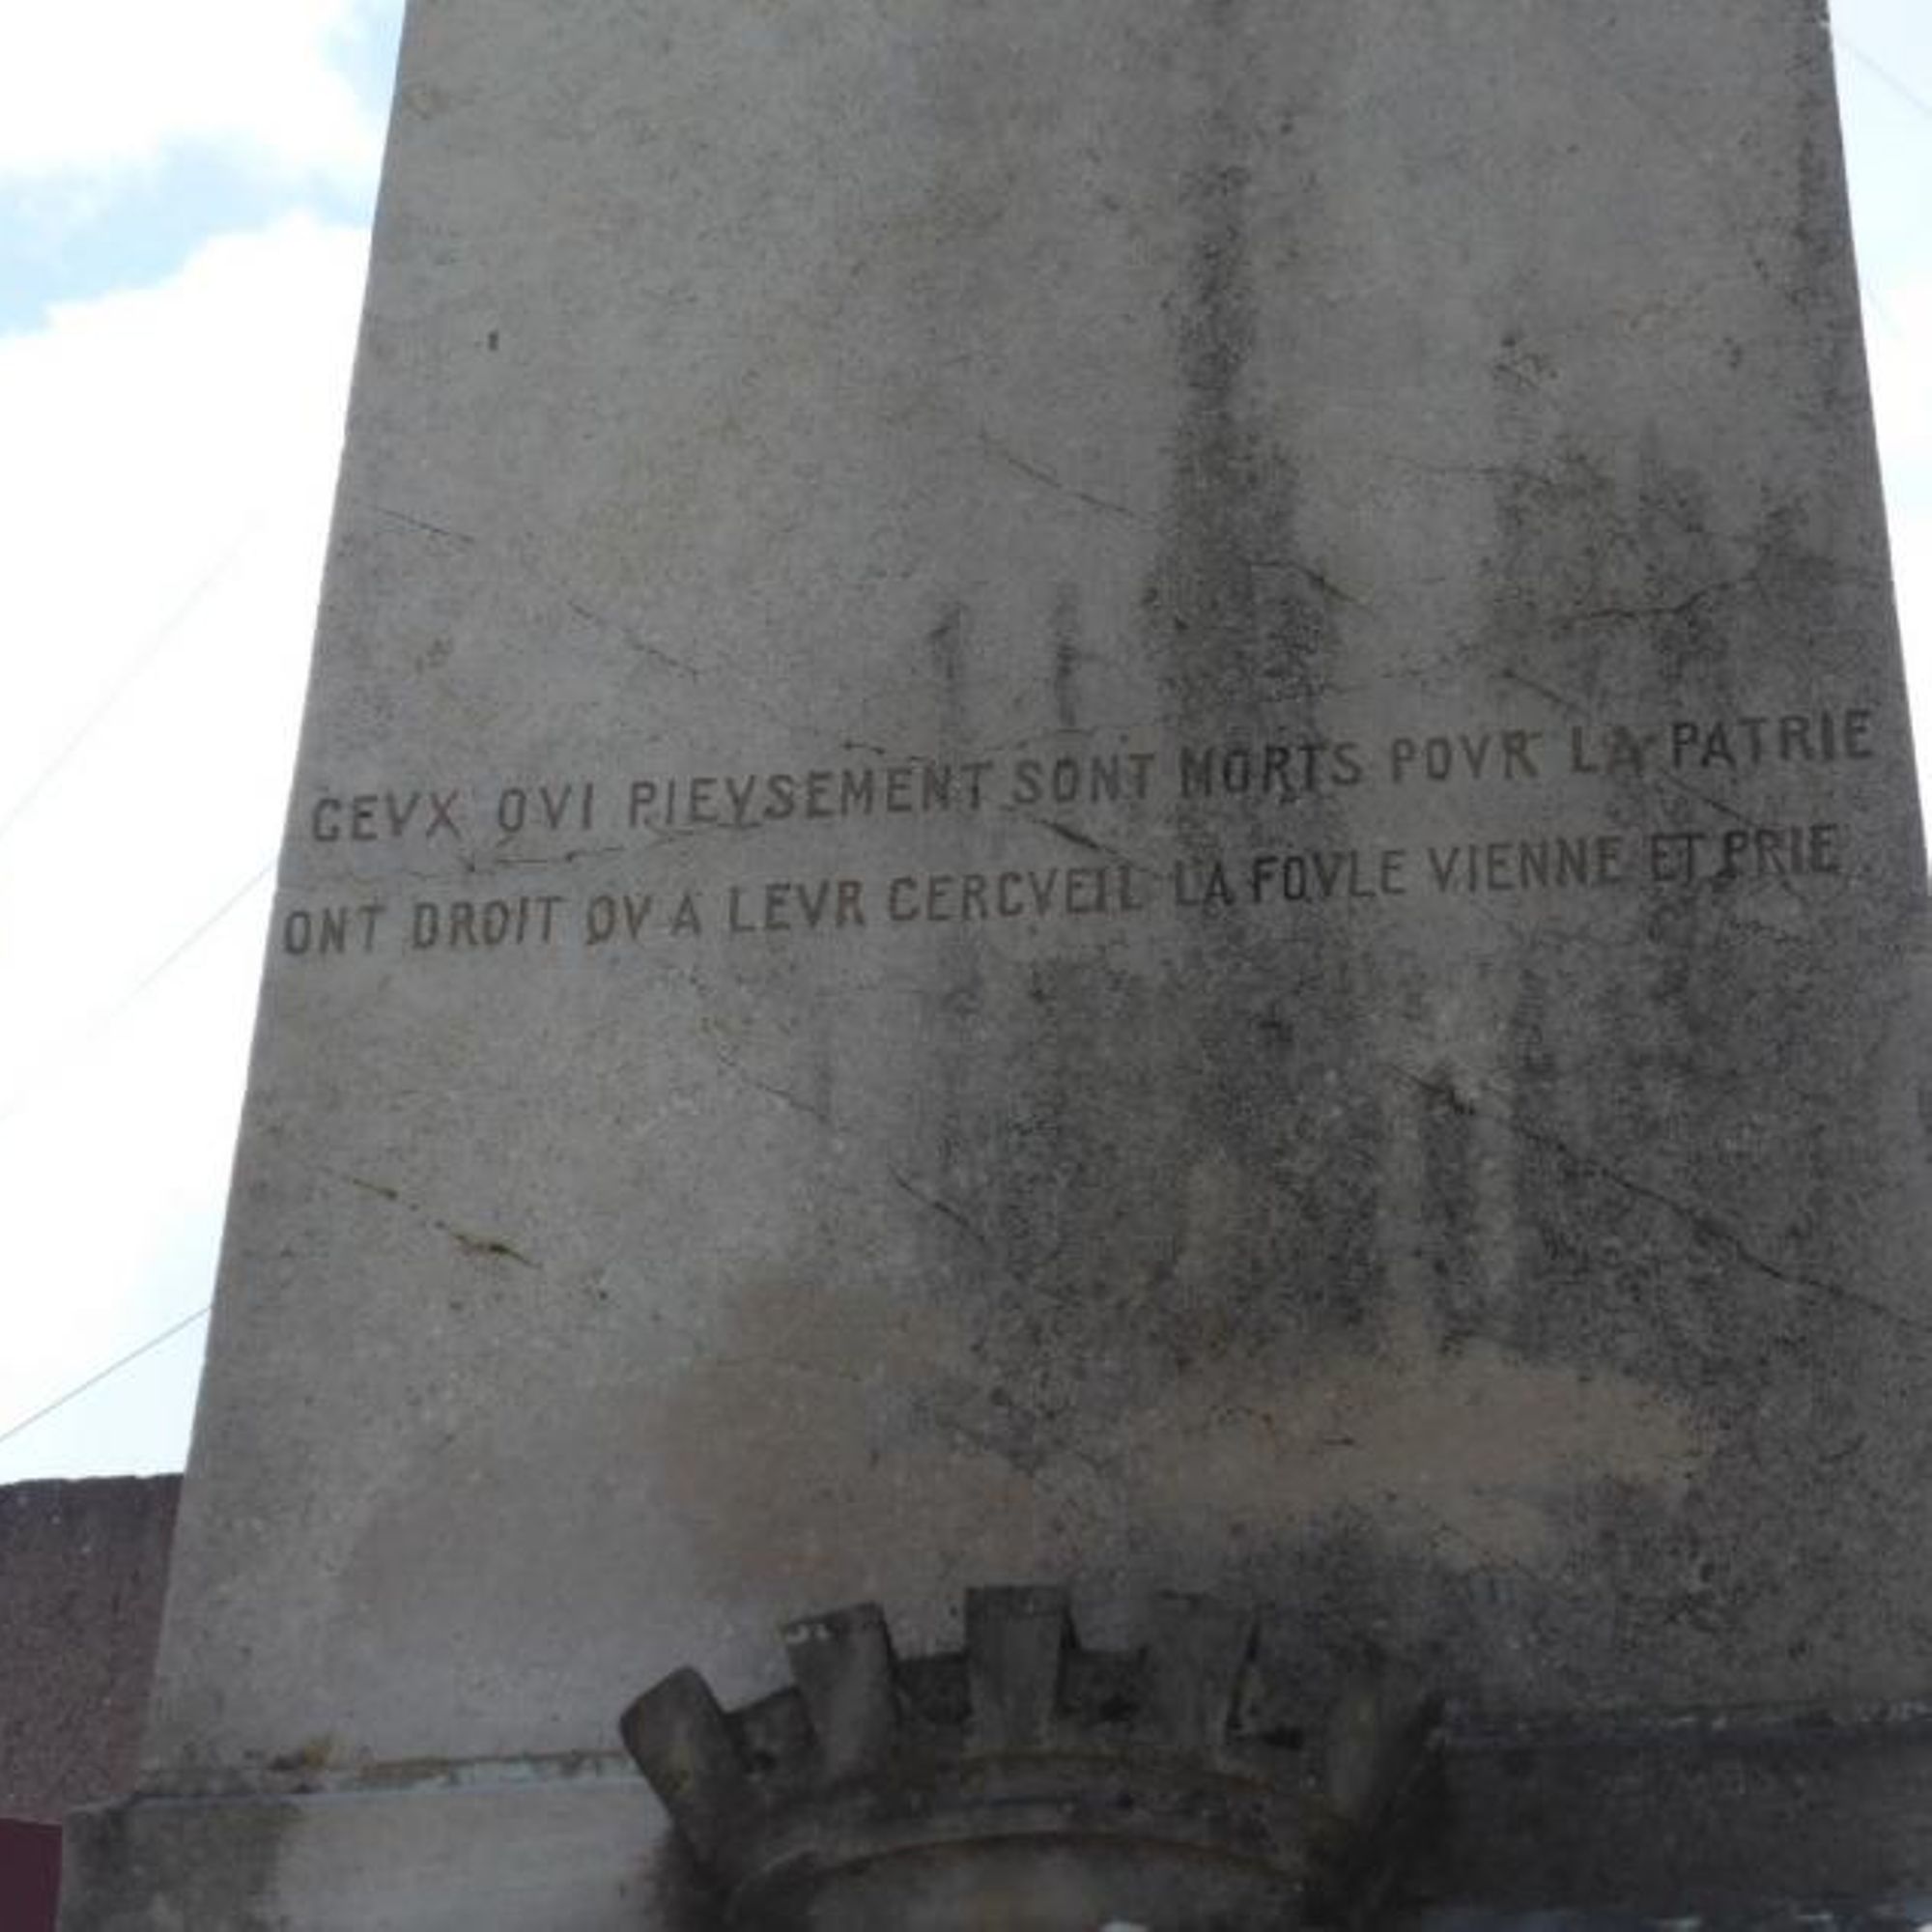 CEVX QVI PIEVSEMENT SONT MORTS POVR LA PATRIE
ONT DROIT QV A LEVR CERCVEIL LA FOVLE VIENNE ET PRIE